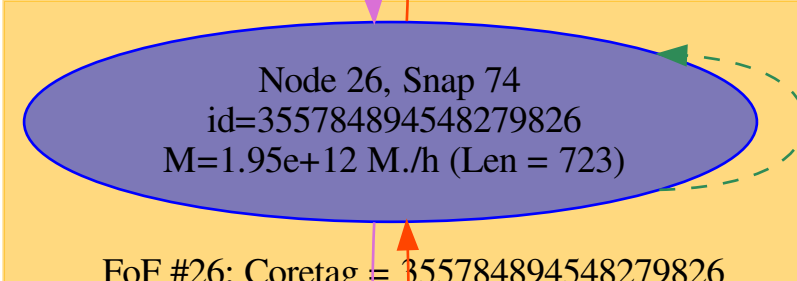 Node 26, Snap 74
id=355784894548279826
M=1.95e+12 M./h (Len = 723)
FoF #26; Coretag = 355784894548279826